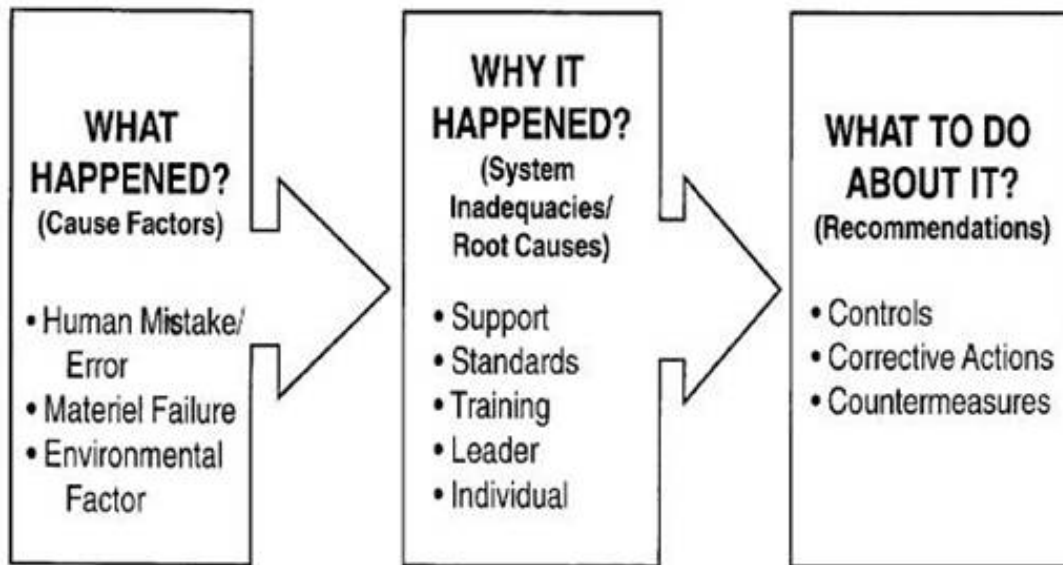 WHAT
HAPPENED?
(Cause Factors)
• Human Mistake/
Error
• Materiel Failure
• Environmental
Factor
WHY IT
HAPPENED?
(System
Inadequacies/
Root Causes)
• Support
• Standards
• Training
• Leader
• Individual
WHAT TO DO
ABOUT IT?
(Recommendations)
• Controls
• Corrective Actions
• Countermeasures